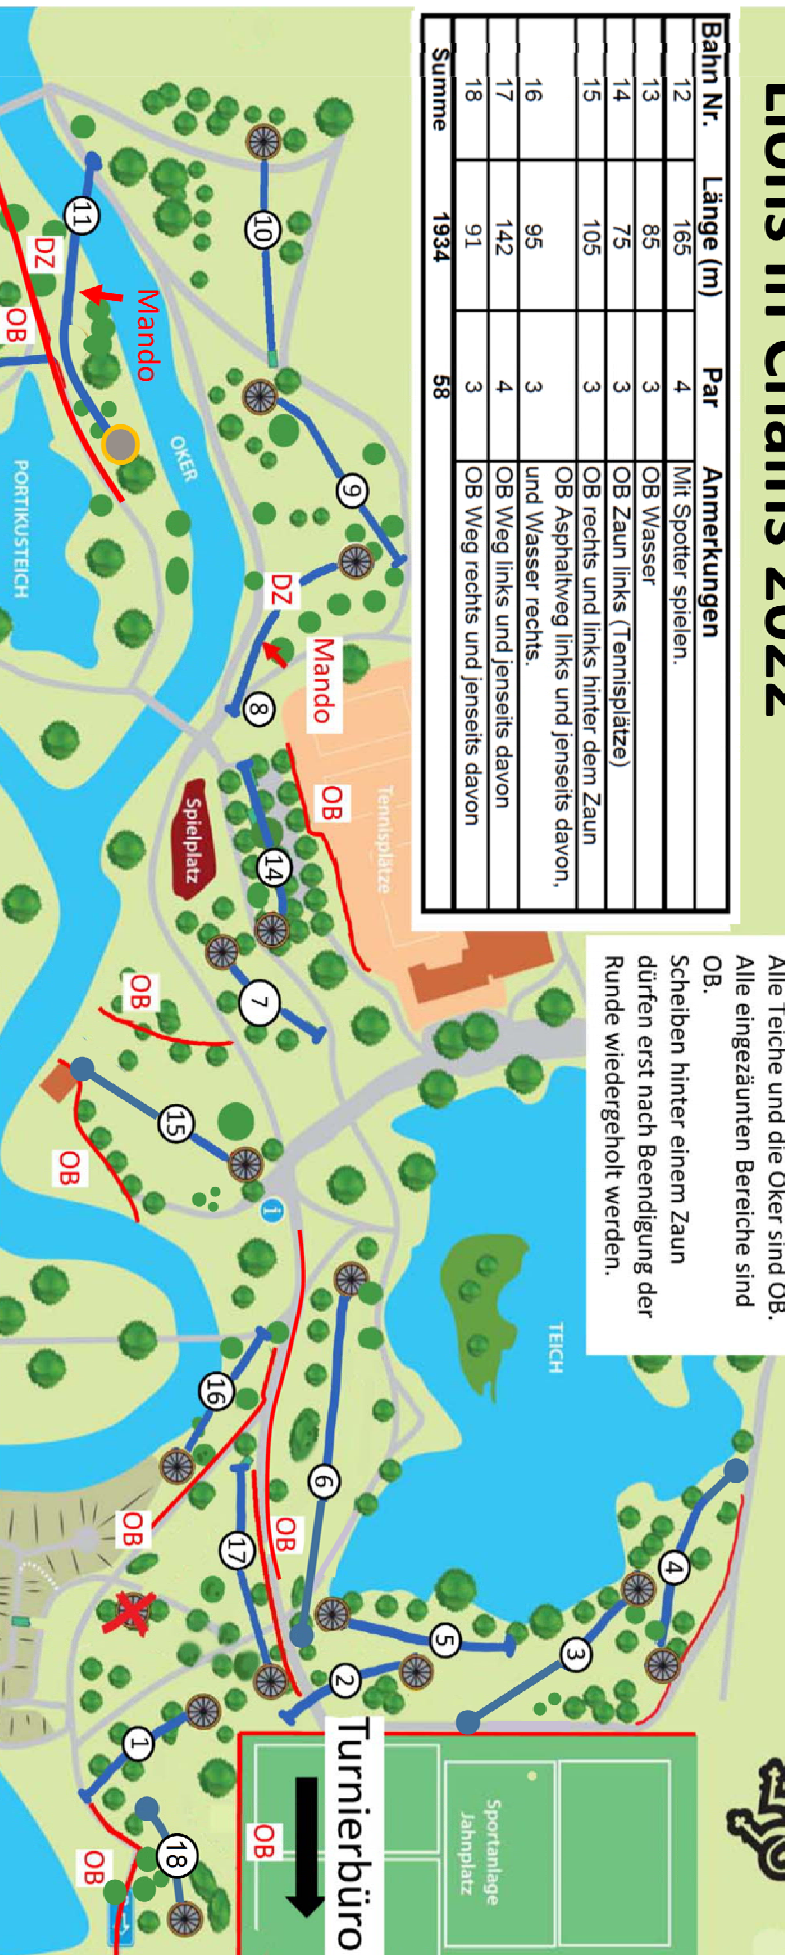 Lions in Chains 2022
Bahn Nr. Länge (m) Par Anmerkungen
12 165 4 Mit Spotter spielen.
13 85 3 OB Wasser
14 75 3 OB Zaun links (Tennisplätze)
15 105 3 OB rechts und links hinter dem Zaun
16 95 3 OB Asphaltweg links und jenseits davon,
und Wasser rechts.
17 142 4 OB Weg links und jenseits davon
18 91 3 OB Weg rechts und jenseits davon
Summe 1934 58
Alle Teiche und die Oker sind OB.
Alle eingezäunten Bereiche sind
OB.
Scheiben hinter einem Zaun
dürfen erst nach Beendigung der
Runde wiedergeholt werden.
10
11
Mando
DZ
OB
OKER
PORTIKUSTEICH
9
DZ
Mando
8
OB
Tennisplätze
14
Spielplatz
7
OB
15
OB
i
TEICH
16
6
4
OB
17
OB
5
3
2
1
Turnierbüro
Sportanlage
Jahnplatz
OB
18
OB